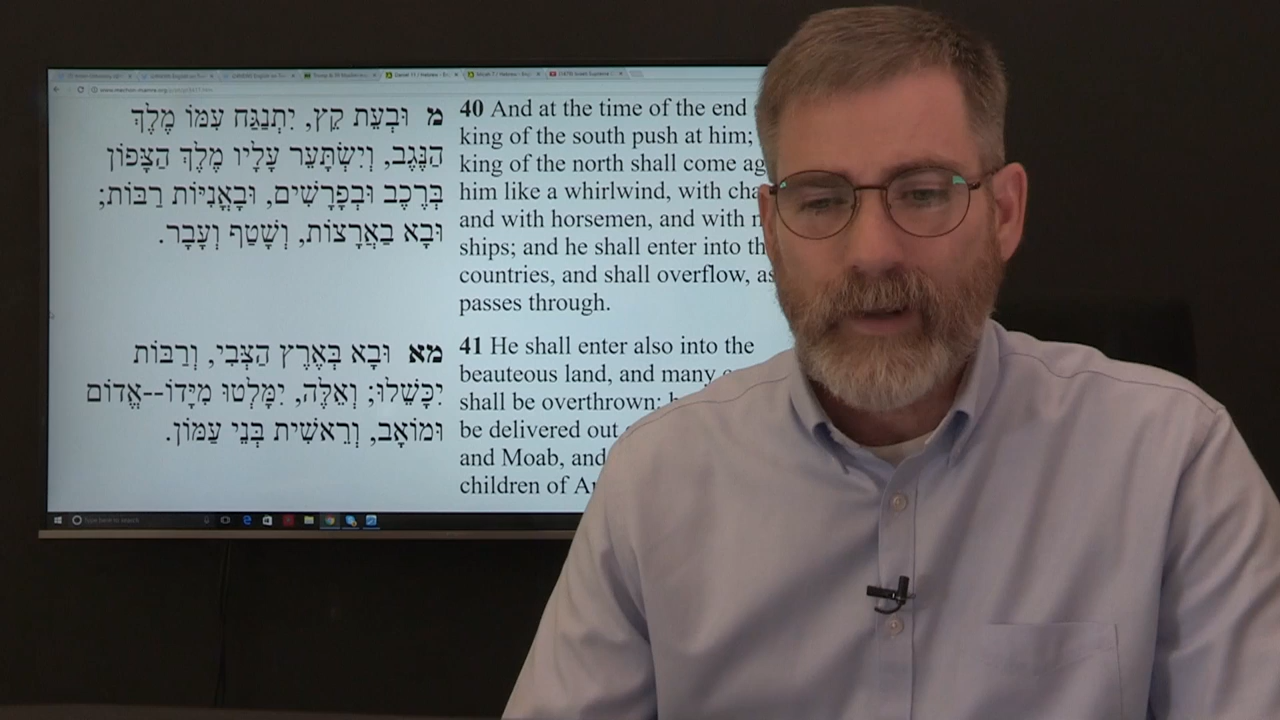 www.mechon-mamre.org
מ וּבְעֵת קֵץ, יִתְנַגַּח עִמּוֹ מֶלֶךְ
הַנֶּגֶב, וְיִשְׂתָּעֵר עָלָיו מֶלֶךְ הַצָּפוֹן
בְּרֶכֶב וּבְפָרָשִׁים, וּבָאֳנִיּוֹת רַבּוֹת;
וּבָא בַאֲרָצוֹת, וְשָׁטַף וְעָבָר.
40 And at the time of the end
king of the south push at him;
king of the north shall come ag
him like a whirlwind, with cha
and with horsemen, and with
ships; and he shall enter into th
countries, and shall overflow, as
passes through.
מא וּבָא בְּאֶרֶץ הַצְּבִי, וְרַבּוֹת
יִכָּשֵׁלוּ; וְאֵלֶּה, יִמָּלְטוּ מִיָּדוֹ--אֱדוֹם
וּמוֹאָב, וְרֵאשִׁית בְּנֵי עַמּוֹן.
41 He shall enter also into the
beauteous land, and many
shall be overthrown;
be delivered out
and Moab, and
children of